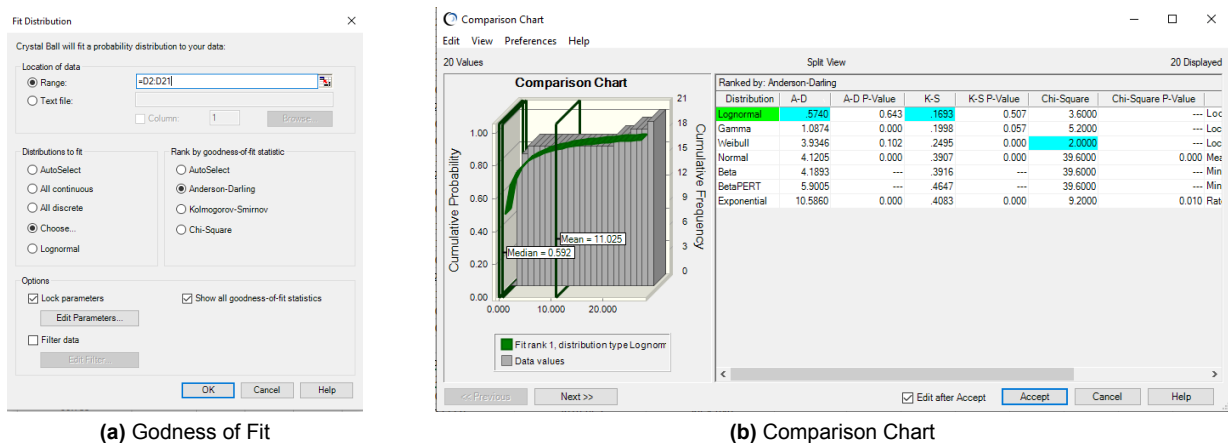 Fit Distribution
Crystal Ball will fit a probability distribution to your data:
Location of data
Range: =D2:D21
Text file:
Column: 1 Browse...
Distributions to fit
AutoSelect
All continuous
All discrete
Choose...
Lognormal
Rank by goodness-of-fit statistic
AutoSelect
Anderson-Darling
Kolmogorov-Smirnov
Chi-Square
Options
Lock parameters
Show all goodness-of-fit statistics
Edit Parameters...
Filter data
Edit Filter...
OK Cancel Help
(a) Godness of Fit
Comparison Chart
Edit View Preferences Help
20 Values Split View 20 Displayed
Comparison Chart
Cumulative Probability
1.00
0.80
0.60
0.40
0.20
0.00
0.000 10.000 20.000
21
18
15
12
9
6
3
0
Cumulative Frequency
Mean = 11.025
Median = 0.592
Fit rank 1, distribution type Lognorm
Data values
Ranked by: Anderson-Darling
Distribution A-D A-D P-Value K-S K-S P-Value Chi-Square Chi-Square P-Value
Lognormal .5740 0.643 .1693 0.507 3.6000 --- Loc
Gamma 1.0874 0.000 .1998 0.057 5.2000 --- Loc
Weibull 3.9346 0.102 .2495 0.000 2.0000 --- Loc
Normal 4.1205 0.000 .3907 0.000 39.6000 0.000 Mea
Beta 4.1893 --- .3916 --- 39.6000 --- Min
BetaPERT 5.9005 --- .4647 --- 39.6000 --- Min
Exponential 10.5860 0.000 .4083 0.000 9.2000 0.010 Rat
<< Previous Next >> Edit after Accept Accept Cancel Help
(b) Comparison Chart